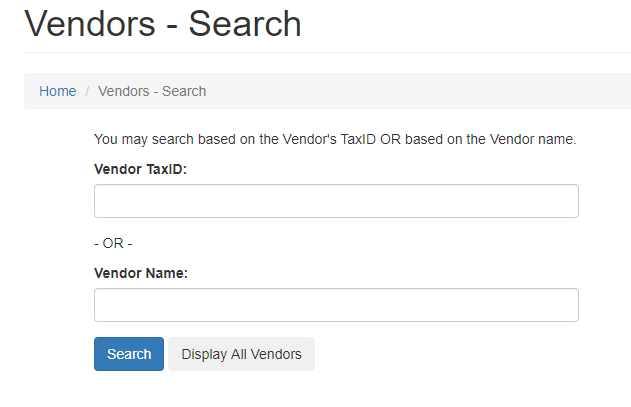 Vendors - Search
Home / Vendors - Search
You may search based on the Vendor's TaxID OR based on the Vendor name.
Vendor TaxID:
- OR -
Vendor Name:
Search Display All Vendors